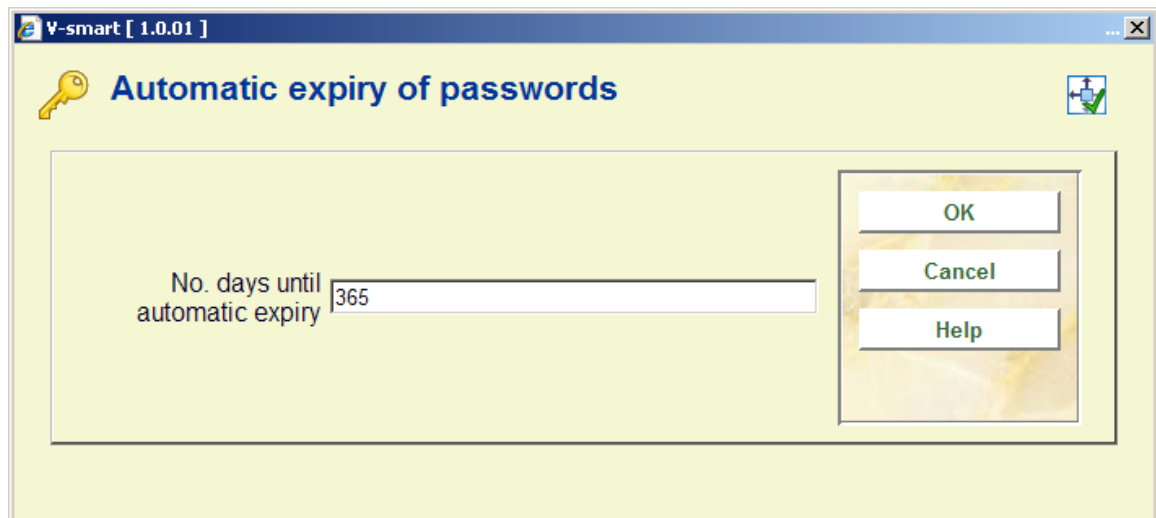 V-smart [ 1.0.01 ]
...
Automatic expiry of passwords
No. days until
automatic expiry
365
OK
Cancel
Help